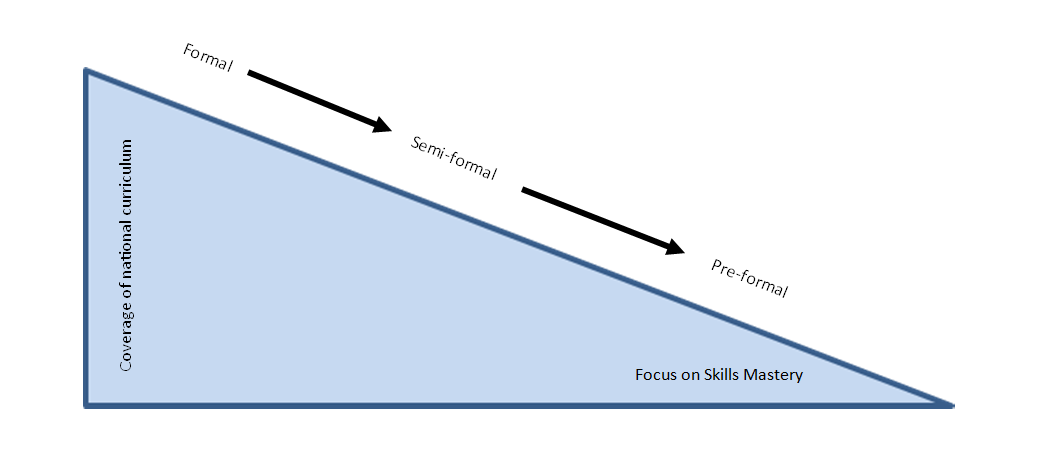 Formal
Semi-formal
Pre-formal
Coverage of national curriculum
Focus on Skills Mastery